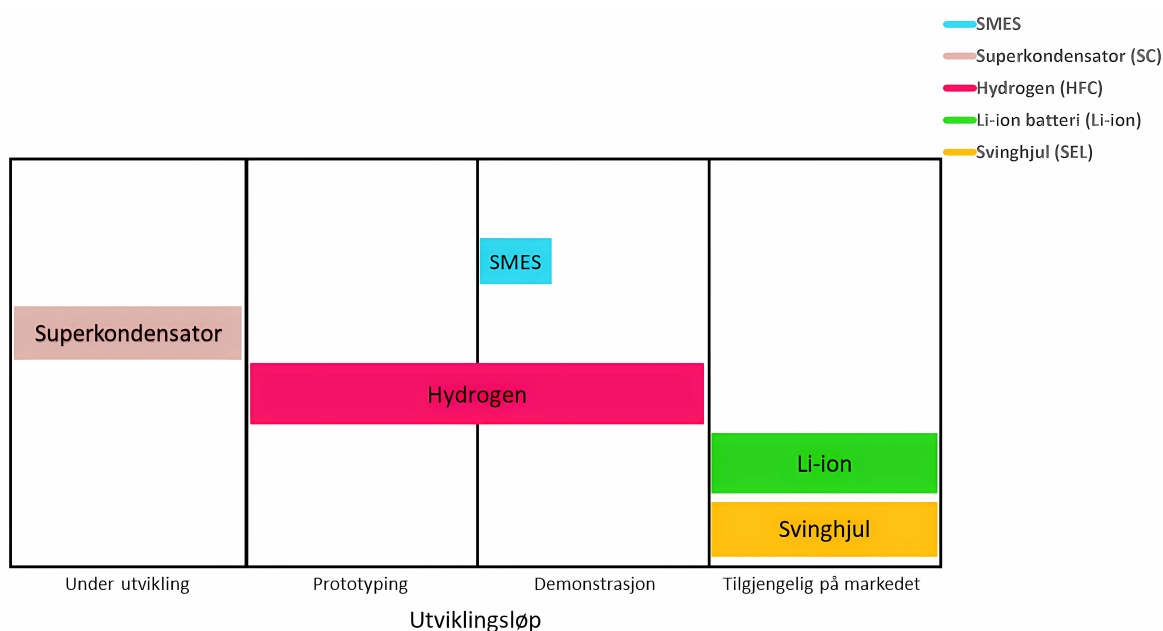 SMES
Superkondensator (SC)
Hydrogen (HFC)
Li-ion batteri (Li-ion)
Svinghjul (SEL)
SMES
Superkondensator
Hydrogen
Li-ion
Svinghjul
Under utvikling
Prototyping
Demonstrasjon
Tilgjengelig på markedet
Utviklingsløp